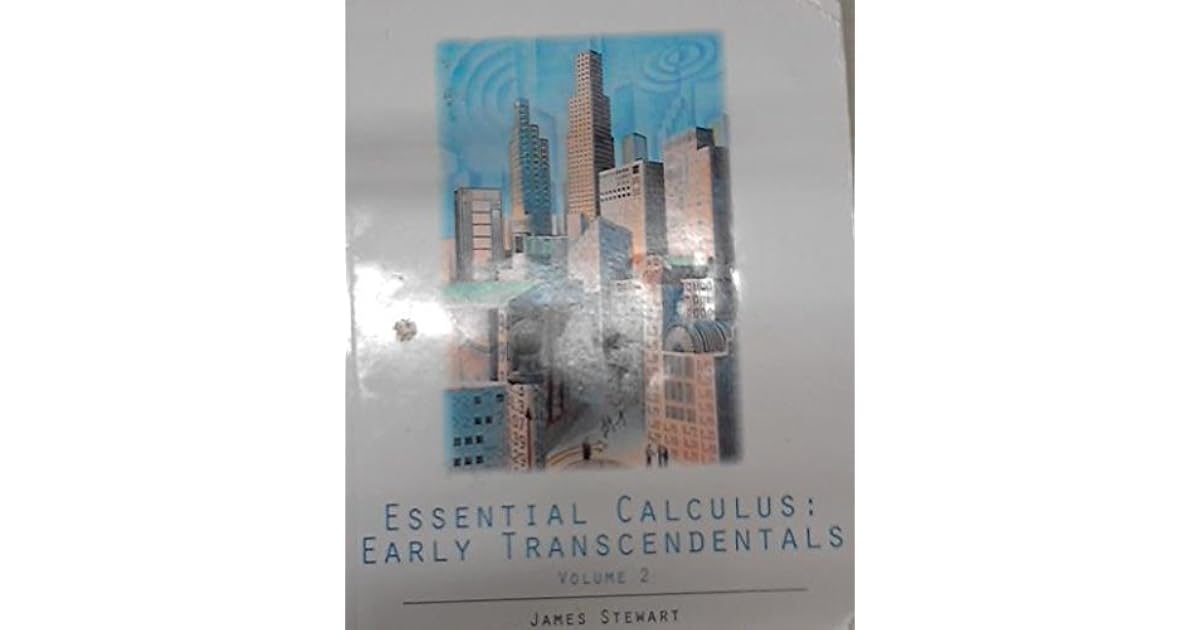 ESSENTIAL CALCULUS:
EARLY TRANSCENDENTALS
VOLUME 2
JAMES STEWART